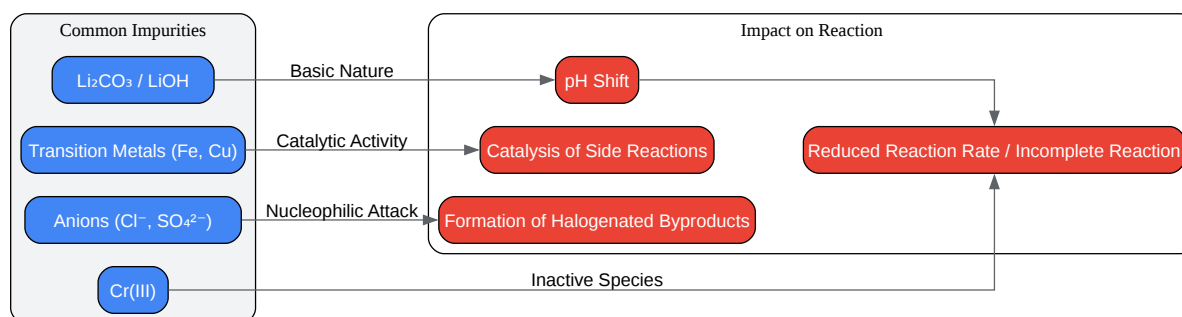 Common Impurities
Impact on Reaction
Li₂CO₃ / LiOH
Basic Nature
pH Shift
Transition Metals (Fe, Cu)
Catalytic Activity
Catalysis of Side Reactions
Reduced Reaction Rate / Incomplete Reaction
Anions (Cl⁻, SO₄²⁻)
Nucleophilic Attack
Formation of Halogenated Byproducts
Cr(III)
Inactive Species